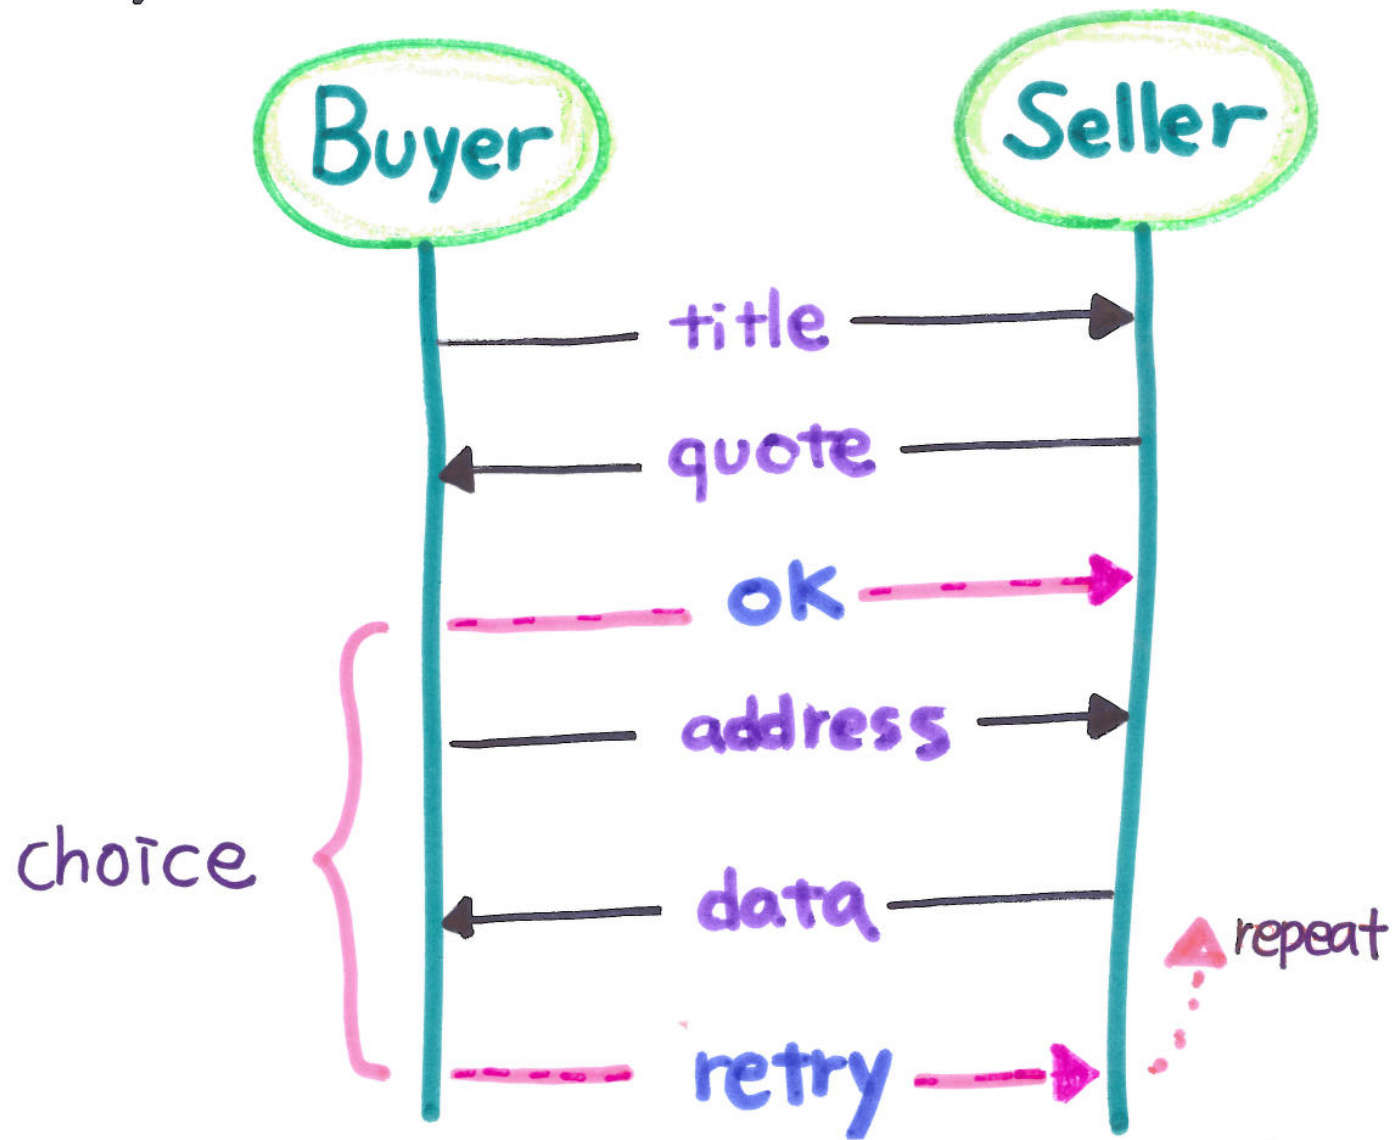 Buyer
Seller
title
quote
ok
address
choice
data
repeat
retry